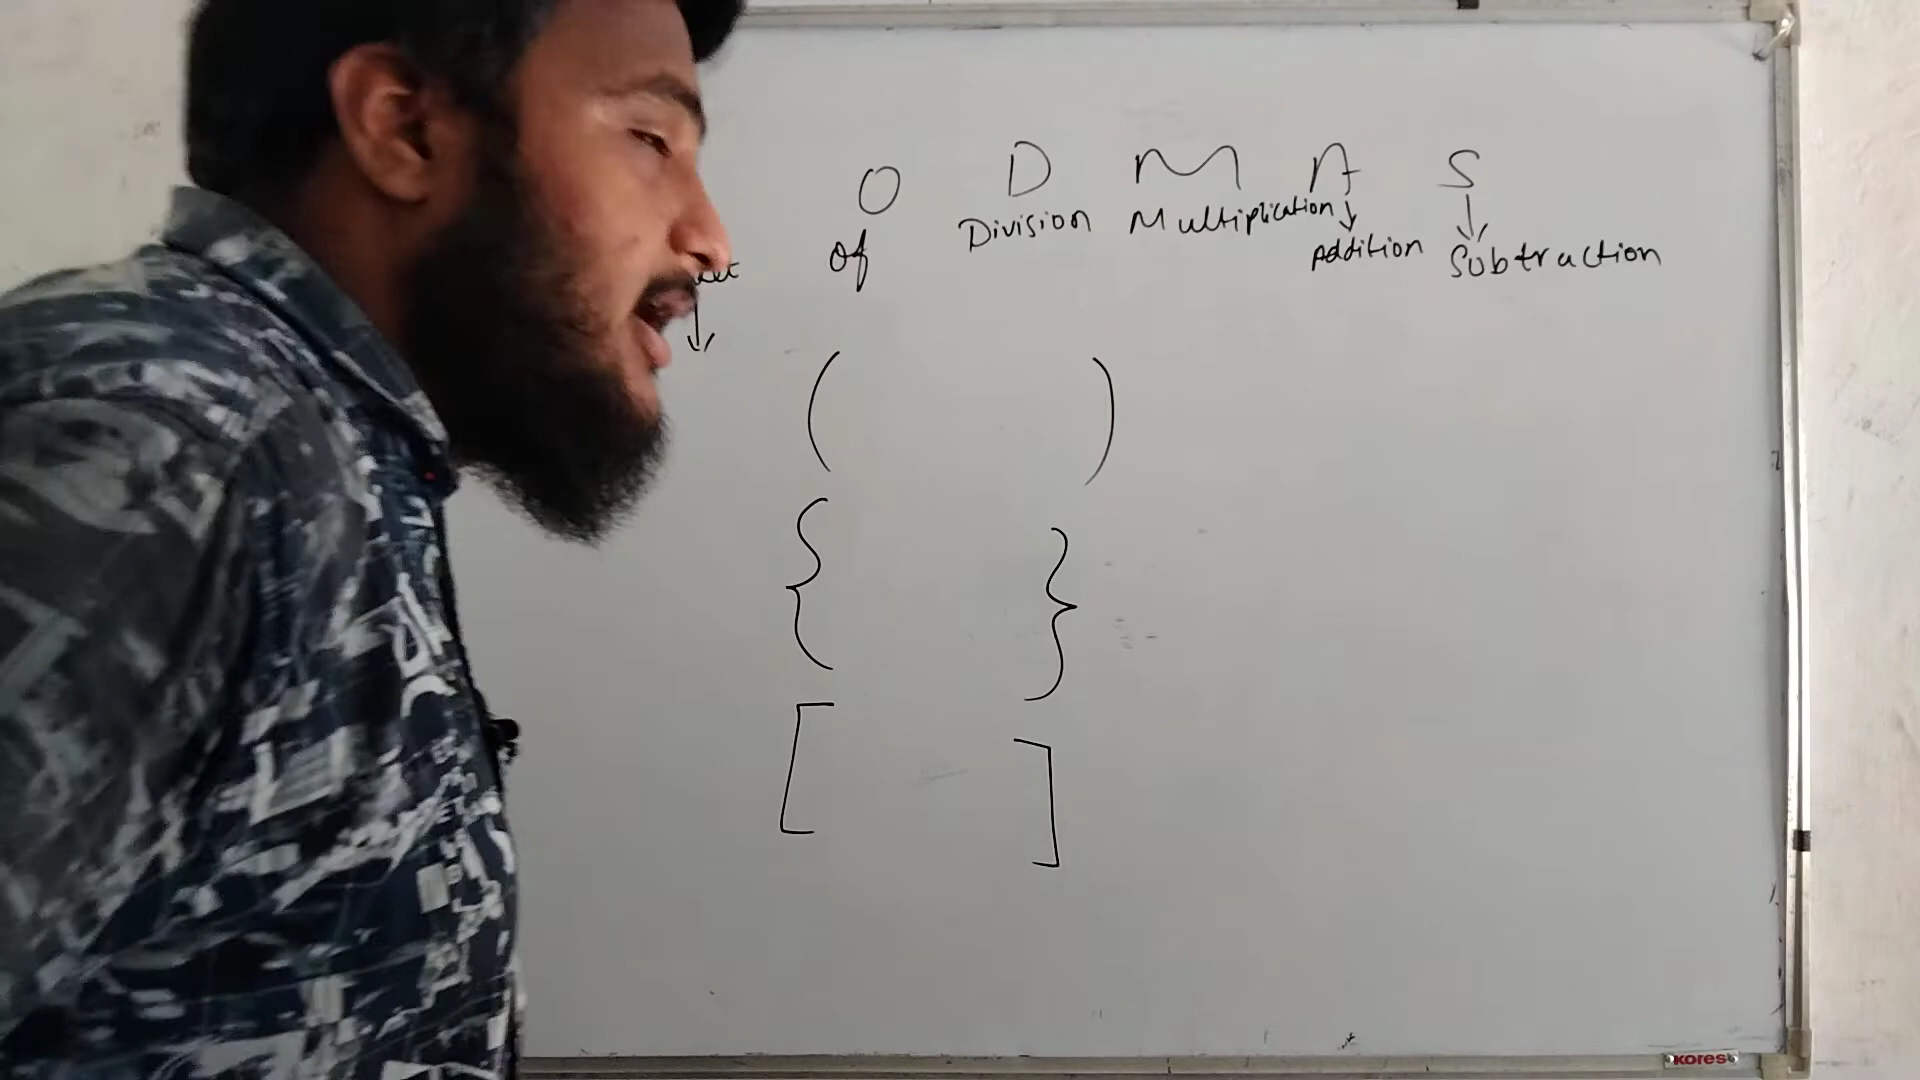 O D M A S
of Division Multiplication Addition Subtraction
( )
{ }
[ ]
kores